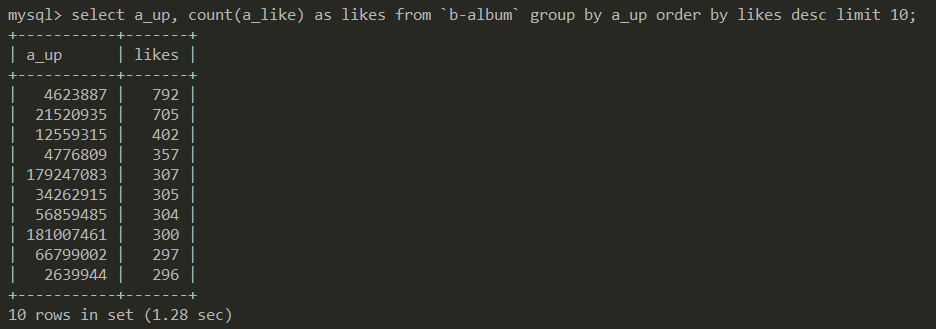 mysql> select a_up, count(a_like) as likes from `b-album` group by a_up order by likes desc limit 10;
+-----------+-------+
| a_up      | likes |
+-----------+-------+
|   4623887 |   792 |
|  21520935 |   705 |
|  12559315 |   402 |
|   4776809 |   357 |
| 179247083 |   307 |
|  34262915 |   305 |
|  56859485 |   304 |
| 181007461 |   300 |
|  66799002 |   297 |
|   2639944 |   296 |
+-----------+-------+
10 rows in set (1.28 sec)